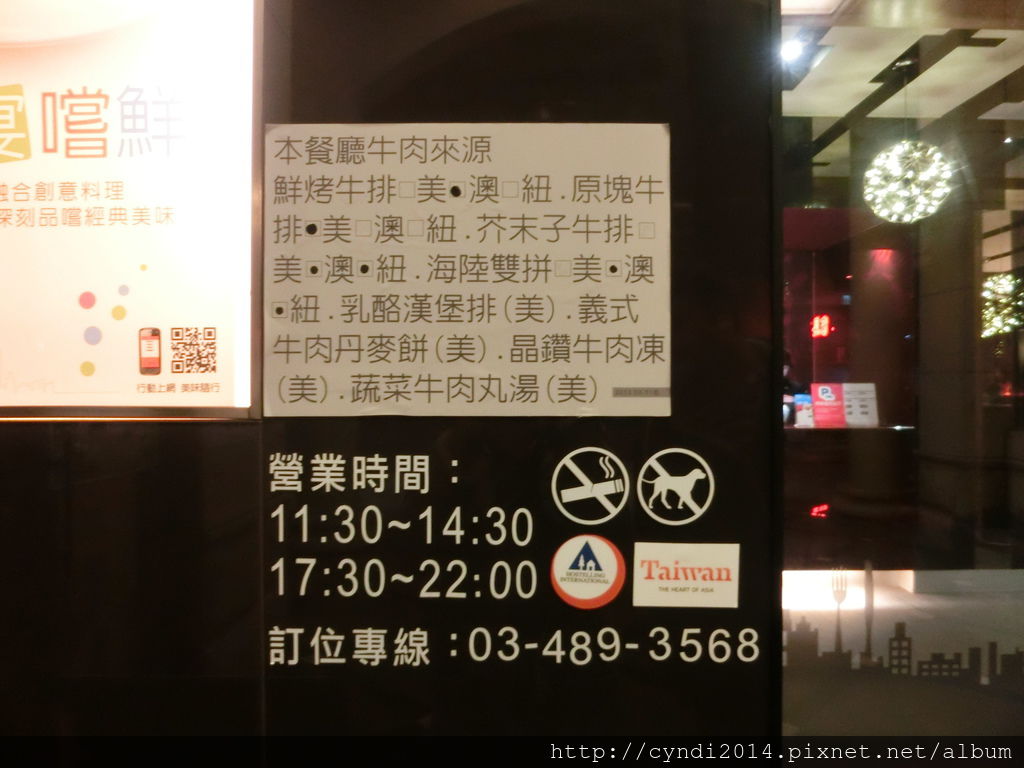 宴嚐鮮
融合創意料理
深刻品嚐經典美味
行動上網 美味隨行
本餐廳牛肉來源
鮮烤牛排□美●澳□紐.原塊牛
排●美□澳□紐.芥末子牛排□
美●澳●紐.海陸雙拼□美●澳
●紐.乳酪漢堡排(美).義式
牛肉丹麥餅(美).晶鑽牛肉凍
(美).蔬菜牛肉丸湯(美)
營業時間：
11:30~14:30
17:30~22:00
HOSTELLING
INTERNATIONAL
Taiwan
THE HEART OF ASIA
訂位專線：03-489-3568
http://cyndi2014.pixnet.net/album